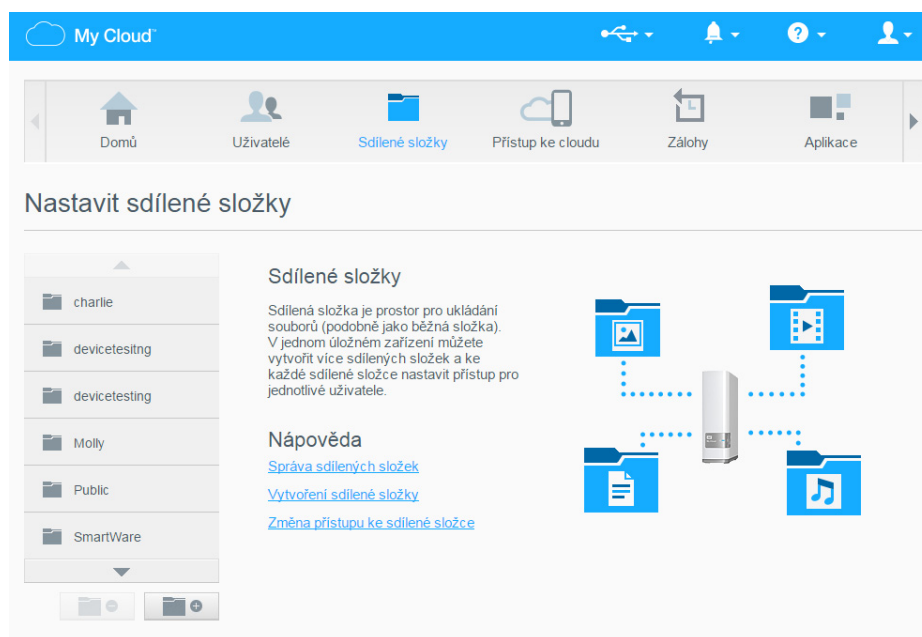 My Cloud™
Domů
Uživatelé
Sdílené složky
Přístup ke cloudu
Zálohy
Aplikace
Nastavit sdílené složky
charlie
devicetesitng
devicetesting
Molly
Public
SmartWare
Sdílené složky
Sdílená složka je prostor pro ukládání
souborů (podobně jako běžná složka).
V jednom úložném zařízení můžete
vytvořit více sdílených složek a ke
každé sdílené složce nastavit přístup pro
jednotlivé uživatele.
Nápověda
Správa sdílených složek
Vytvoření sdílené složky
Změna přístupu ke sdílené složce